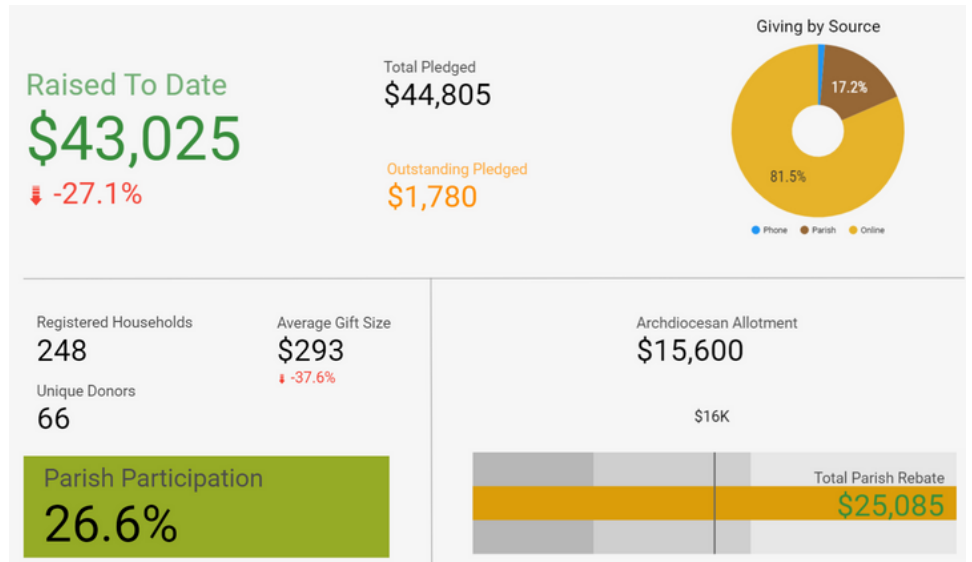 Raised To Date
$43,025
-27.1%
Total Pledged
$44,805
Outstanding Pledged
$1,780
Giving by Source
17.2%
81.5%
Phone Parish Online
Registered Households
248
Average Gift Size
$293
-37.6%
Unique Donors
66
Parish Participation
26.6%
Archdiocesan Allotment
$15,600
$16K
Total Parish Rebate
$25,085